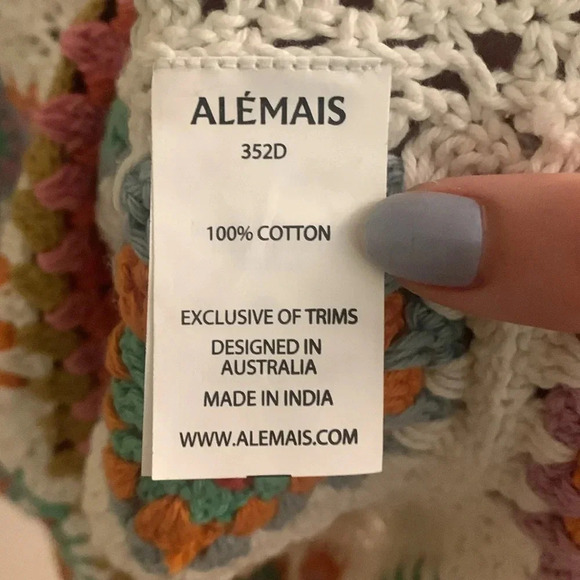 ALÉMAIS
352D
100% COTTON
EXCLUSIVE OF TRIMS
DESIGNED IN
AUSTRALIA
MADE IN INDIA
WWW.ALEMAIS.COM